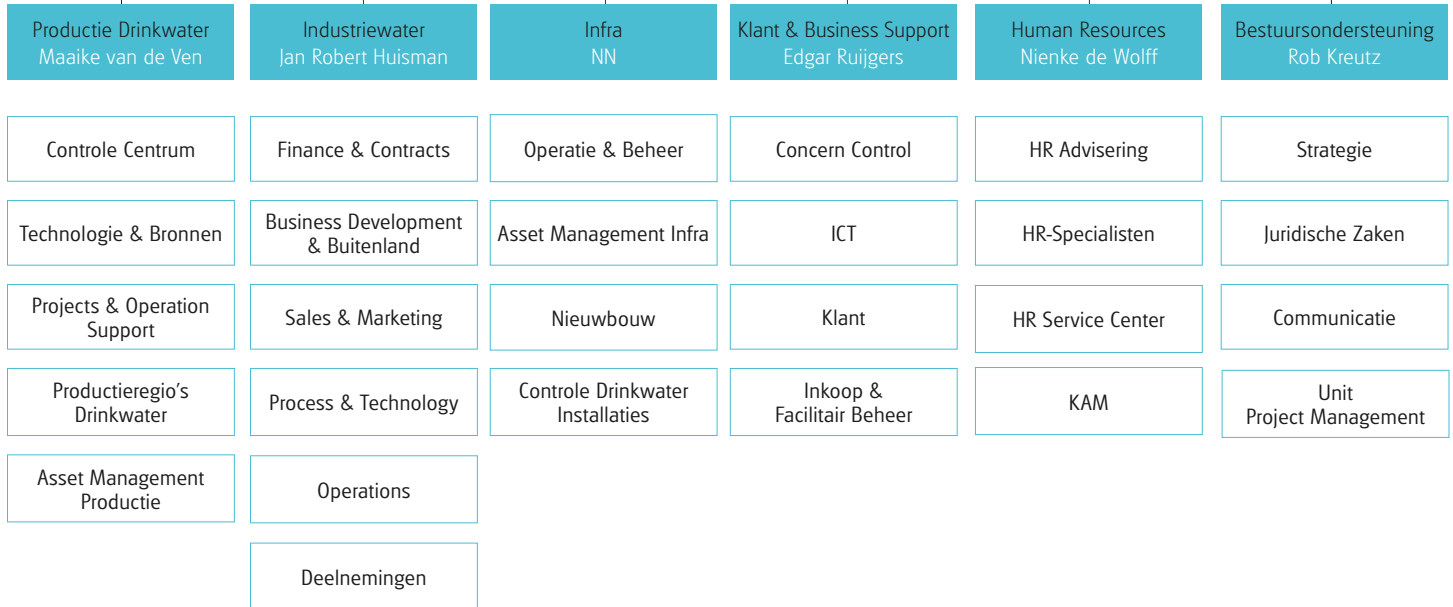 Productie Drinkwater
Maaike van de Ven
Industriewater
Jan Robert Huisman
Infra
NN
Klant & Business Support
Edgar Ruijgers
Human Resources
Nienke de Wolff
Bestuursondersteuning
Rob Kreutz
Controle Centrum
Technologie & Bronnen
Projects & Operation
Support
Productieregio's
Drinkwater
Asset Management
Productie
Finance & Contracts
Business Development
& Buitenland
Sales & Marketing
Process & Technology
Operations
Deelnemingen
Operatie & Beheer
Asset Management Infra
Nieuwbouw
Controle Drinkwater
Installaties
Concern Control
ICT
Klant
Inkoop &
Facilitair Beheer
HR Advisering
HR-Specialisten
HR Service Center
KAM
Strategie
Juridische Zaken
Communicatie
Unit
Project Management